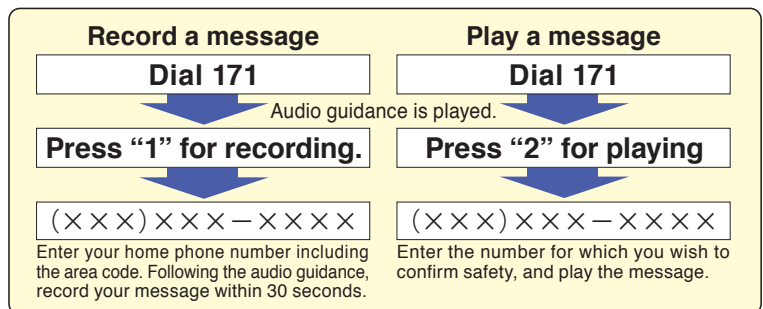 Record a message
Dial 171
Audio guidance is played.
Press “1” for recording.
(×××)×××−××××
Enter your home phone number including
the area code. Following the audio guidance,
record your message within 30 seconds.
Play a message
Dial 171
Press “2” for playing
(×××)×××−××××
Enter the number for which you wish to
confirm safety, and play the message.